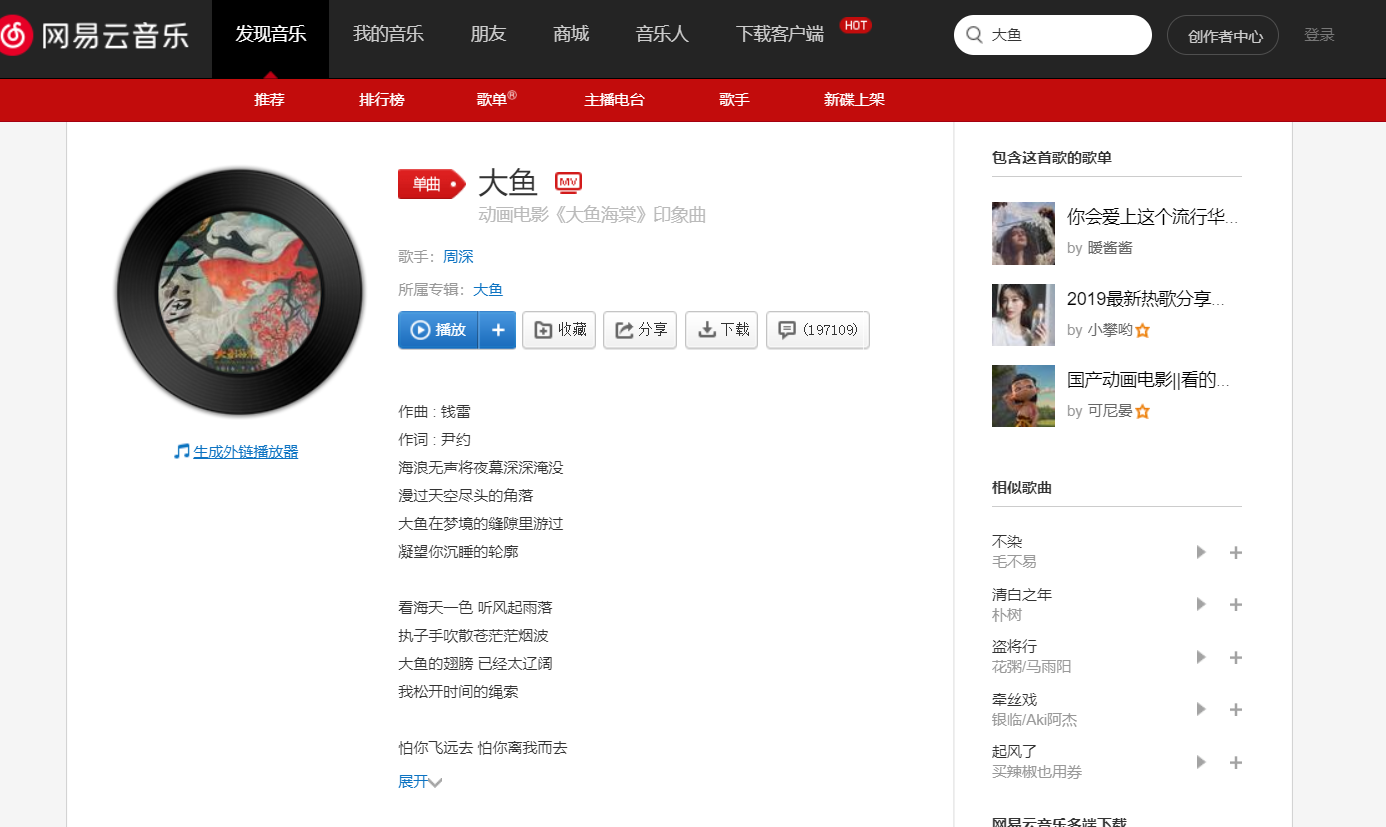 网易云音乐
发现音乐 我的音乐 朋友 商城 音乐人 下载客户端 HOT 大鱼 创作者中心 登录
推荐 排行榜 歌单® 主播电台 歌手 新碟上架
单曲 大鱼 MV
动画电影《大鱼海棠》印象曲
歌手：周深
所属专辑：大鱼
播放 + 收藏 分享 下载 (197109)
大鱼
生成外链播放器
作曲 : 钱雷
作词 : 尹约
海浪无声将夜幕深深淹没
漫过天空尽头的角落
大鱼在梦境的缝隙里游过
凝望你沉睡的轮廓
看海天一色 听风起雨落
执子手吹散苍茫茫烟波
大鱼的翅膀 已经太辽阔
我松开时间的绳索
怕你飞远去 怕你离我而去
展开
包含这首歌的歌单
你会爱上这个流行华...
by 暖酱酱
2019最新热歌分享...
by 小攀哟
国产动画电影||看的...
by 可尼晏
相似歌曲
不染
毛不易
清白之年
朴树
盗将行
花粥/马雨阳
牵丝戏
银临/Aki阿杰
起风了
买辣椒也用券
网易云音乐多端下载